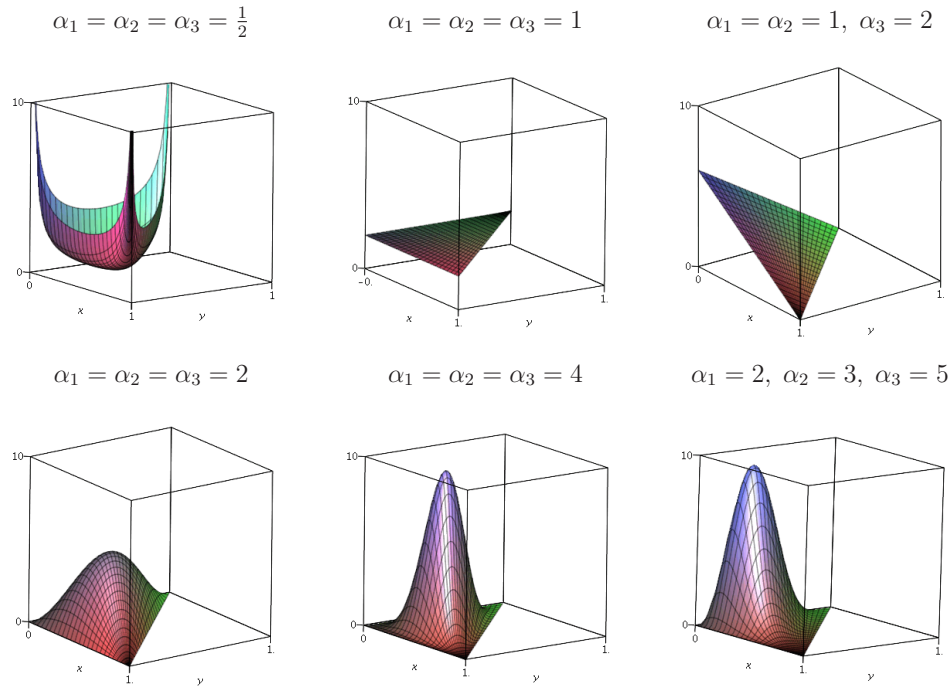 α₁ = α₂ = α₃ = ½
α₁ = α₂ = α₃ = 1
α₁ = α₂ = 1, α₃ = 2
10
0
0
x
1
y
1
10
0
-0.
x
1.
y
1.
10
0
0
x
1.
y
1.
α₁ = α₂ = α₃ = 2
α₁ = α₂ = α₃ = 4
α₁ = 2, α₂ = 3, α₃ = 5
10
0
0
x
1.
y
1.
10
0
0
x
1.
y
1.
10
0
0
x
1.
y
1.